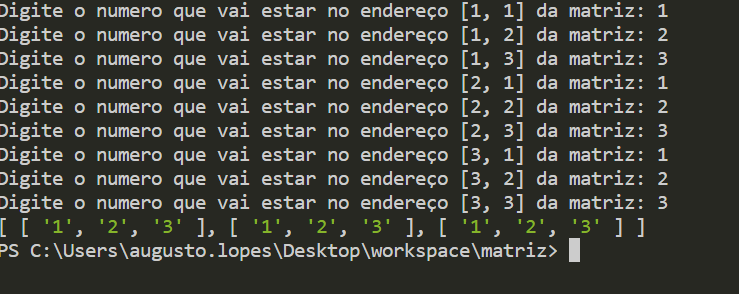 Digite o numero que vai estar no endereço [1, 1] da matriz: 1
Digite o numero que vai estar no endereço [1, 2] da matriz: 2
Digite o numero que vai estar no endereço [1, 3] da matriz: 3
Digite o numero que vai estar no endereço [2, 1] da matriz: 1
Digite o numero que vai estar no endereço [2, 2] da matriz: 2
Digite o numero que vai estar no endereço [2, 3] da matriz: 3
Digite o numero que vai estar no endereço [3, 1] da matriz: 1
Digite o numero que vai estar no endereço [3, 2] da matriz: 2
Digite o numero que vai estar no endereço [3, 3] da matriz: 3
[ [ '1', '2', '3' ], [ '1', '2', '3' ], [ '1', '2', '3' ] ]
PS C:\Users\augusto.lopes\Desktop\workspace\matriz>